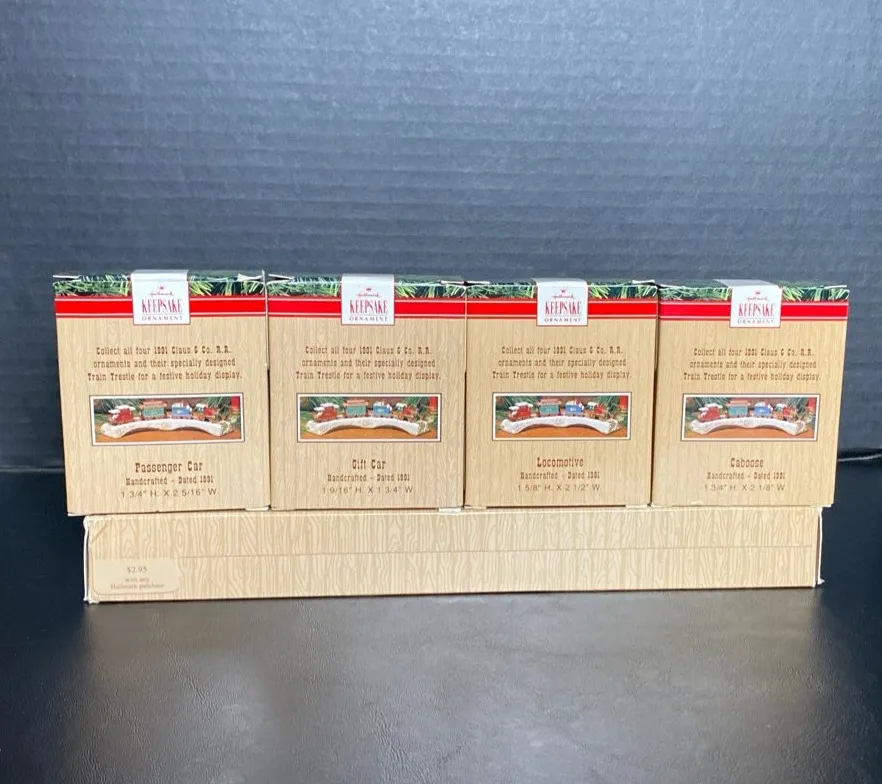 Hallmark
KEEPSAKE
ORNAMENT
Collect all four 1991 Claus & Co. R.R.
ornaments and their specially designed
Train Trestle for a festive holiday display.
Passenger Car
Handcrafted - Dated 1991
1 3/4" H. X 2 5/16" W
Hallmark
KEEPSAKE
ORNAMENT
Collect all four 1991 Claus & Co. R.R.
ornaments and their specially designed
Train Trestle for a festive holiday display.
Gift Car
Handcrafted - Dated 1991
1 9/16" H. X 1 3/4" W
Hallmark
KEEPSAKE
ORNAMENT
Collect all four 1991 Claus & Co. R.R.
ornaments and their specially designed
Train Trestle for a festive holiday display.
Locomotive
Handcrafted - Dated 1991
1 5/8" H. X 2 1/2" W
Hallmark
KEEPSAKE
ORNAMENT
Collect all four 1991 Claus & Co. R.R.
ornaments and their specially designed
Train Trestle for a festive holiday display.
Caboose
Handcrafted - Dated 1991
1 3/4" H. X 2 1/8" W
$2.95
with any
Hallmark purchase